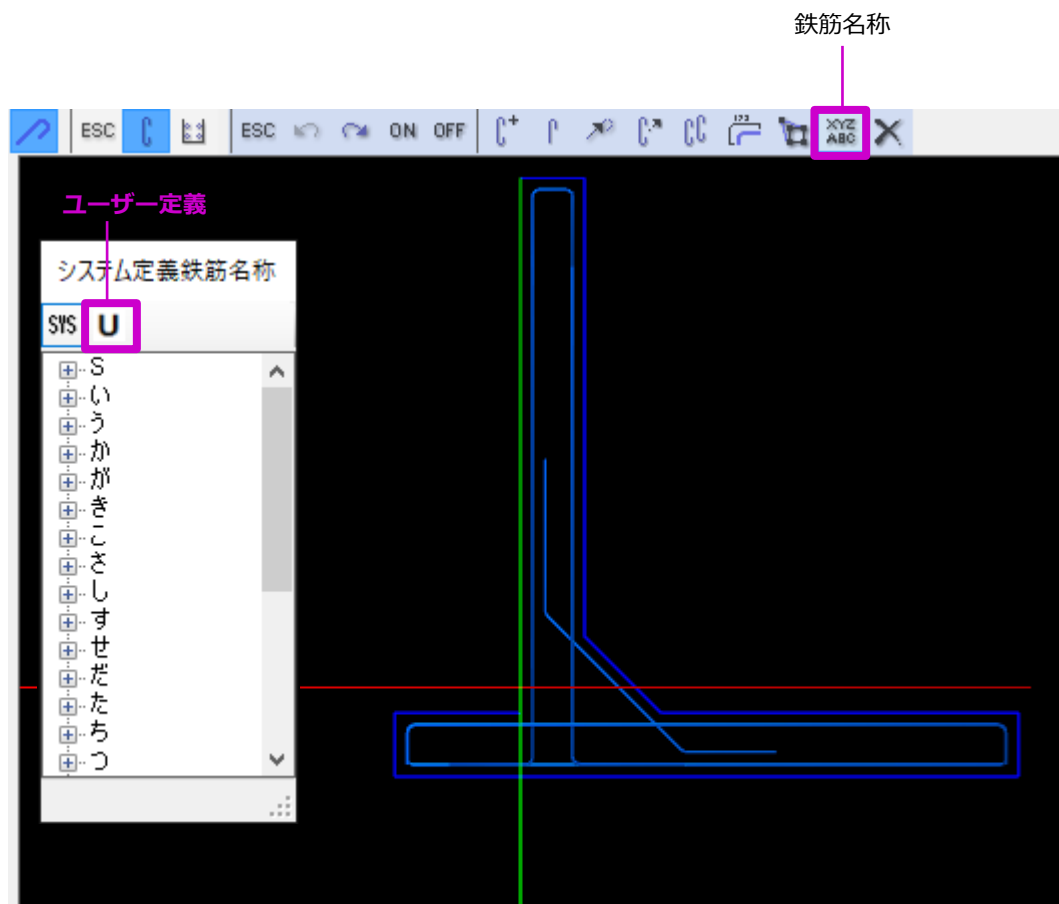 鉄筋名称
ESC ESC ON OFF 123 XYZ ABC
ユーザー定義
システム定義鉄筋名称
SYS U
S
い
う
か
が
き
こ
さ
し
す
せ
だ
た
ち
つ